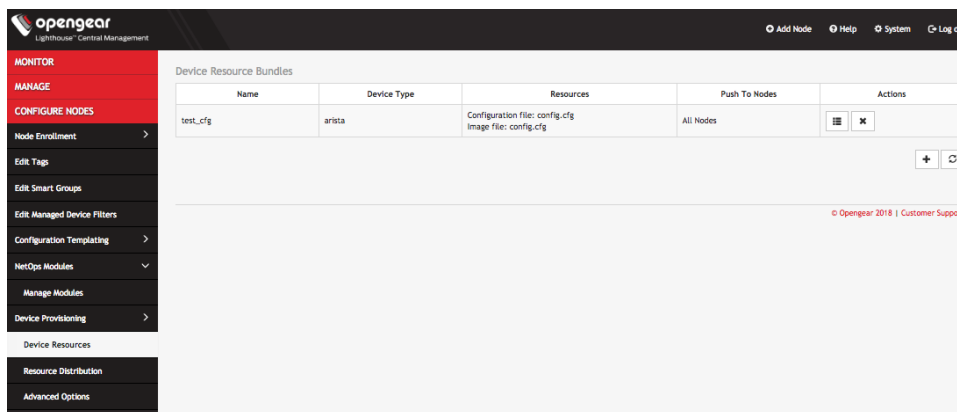 opengear
Lighthouse™ Central Management
Add Node Help System Log
MONITOR
MANAGE
CONFIGURE NODES
Node Enrollment
Edit Tags
Edit Smart Groups
Edit Managed Device Filters
Configuration Templating
NetOps Modules
Manage Modules
Device Provisioning
Device Resources
Resource Distribution
Advanced Options
Device Resource Bundles
Name Device Type Resources Push To Nodes Actions
test_cfg arista Configuration file: config.cfg All Nodes
Image file: config.cfg
© Opengear 2018 | Customer Suppo